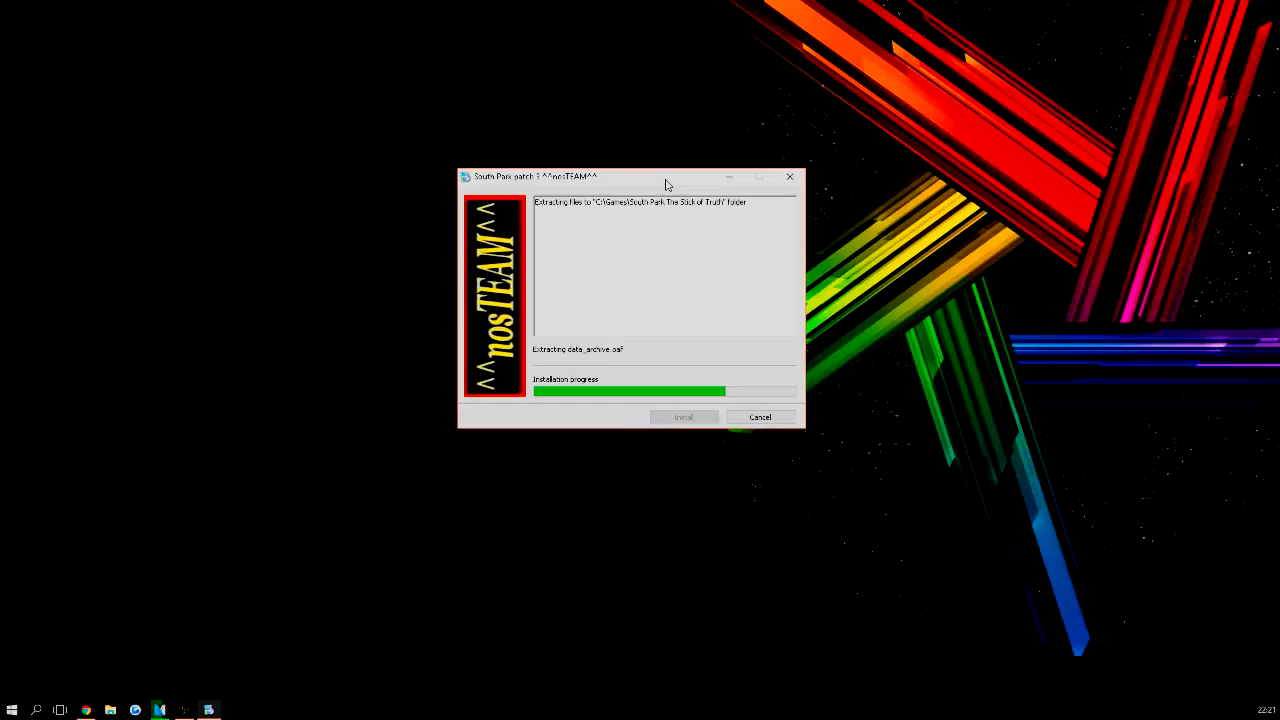 South Park patch 3 ^^nosTEAM^^
^^nosTEAM^^
Extracting files to "C:\Games\South Park The Stick of Truth" folder
Extracting data_archive.oaf
Installation progress
Install
Cancel
22:21